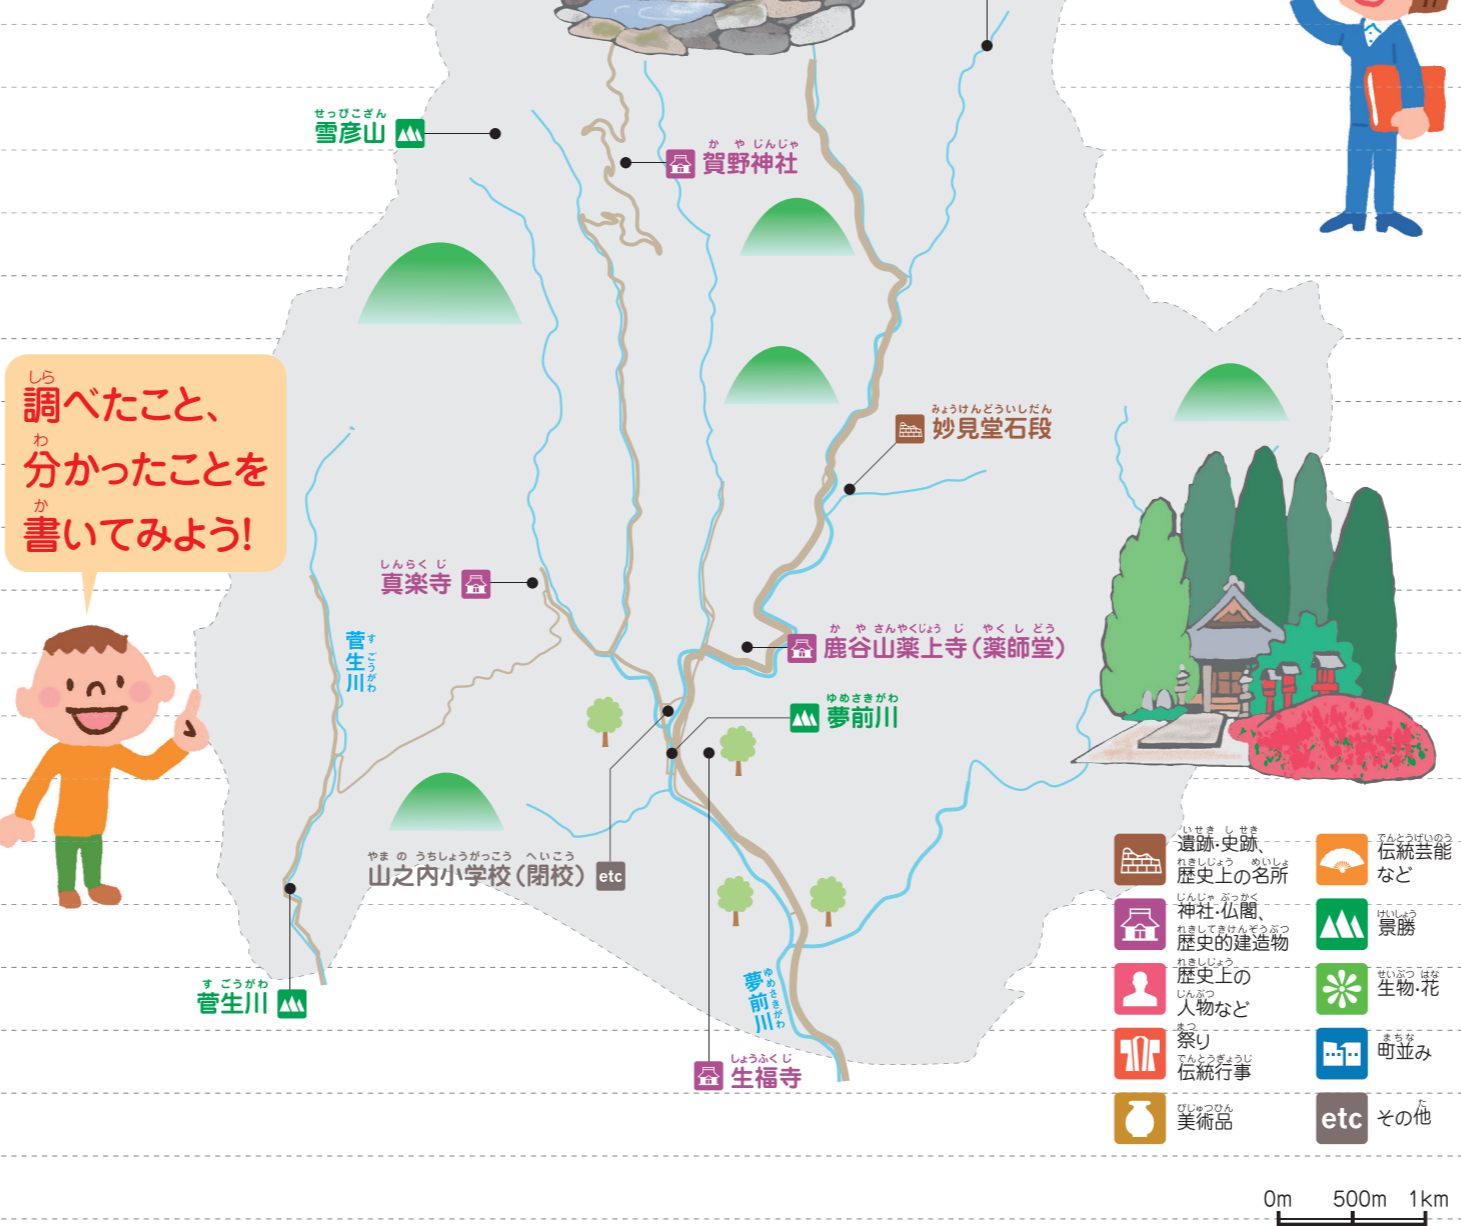 せっぴこざん
雪彦山
かやじんじゃ
賀野神社
しら
調べたこと、
わ
分かったことを
か
書いてみよう!
みょうけんどういしだん
妙見堂石段
しんらくじ
真楽寺
すごうがわ
菅生川
かやさんやくじょうじ やくしどう
鹿谷山薬上寺(薬師堂)
ゆめさきがわ
夢前川
やまのうちしょうがっこう へいこう
山之内小学校(閉校) etc
すごうがわ
菅生川
ゆめさきがわ
夢前川
しょうふくじ
生福寺
いせき しせき
遺跡・史跡、
れきしじょう めいしょ
歴史上の名所
じんじゃ ぶっかく
神社・仏閣、
れきしてきけんぞうぶつ
歴史的建造物
れきしじょう
歴史上の
じんぶつ
人物など
まつ
祭り
でんとうぎょうじ
伝統行事
びじゅつひん
美術品
でんとうげいのう
伝統芸能
など
けいしょう
景勝
せいぶつ はな
生物・花
まちな
町並み
た
etc その他
0m 500m 1km